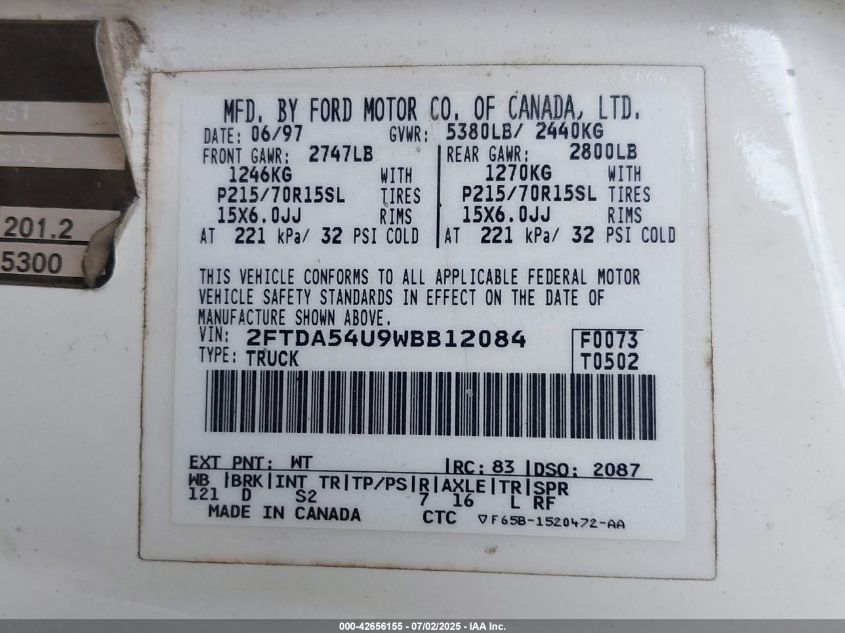 201.2
5300
MFD. BY FORD MOTOR CO. OF CANADA, LTD.
DATE: 06/97 GVWR: 5380LB/ 2440KG
FRONT GAWR: 2747LB REAR GAWR: 2800LB
1246KG WITH 1270KG WITH
P215/70R15SL TIRES P215/70R15SL TIRES
15X6.0JJ RIMS 15X6.0JJ RIMS
AT 221 kPa/ 32 PSI COLD AT 221 kPa/ 32 PSI COLD
THIS VEHICLE CONFORMS TO ALL APPLICABLE FEDERAL MOTOR
VEHICLE SAFETY STANDARDS IN EFFECT ON THE DATE OF
MANUFACTURE SHOWN ABOVE.
VIN: 2FTDA54U9WBB12084 F0073
TYPE: TRUCK T0502
EXT PNT: WT RC: 83 DSO: 2087
WB BRK INT TR TP/PS R AXLE TR SPR
121 D S2 7 16 L RF
MADE IN CANADA CTC ▽F65B-1520472-AA
000-42656155 - 07/02/2025 - IAA Inc.